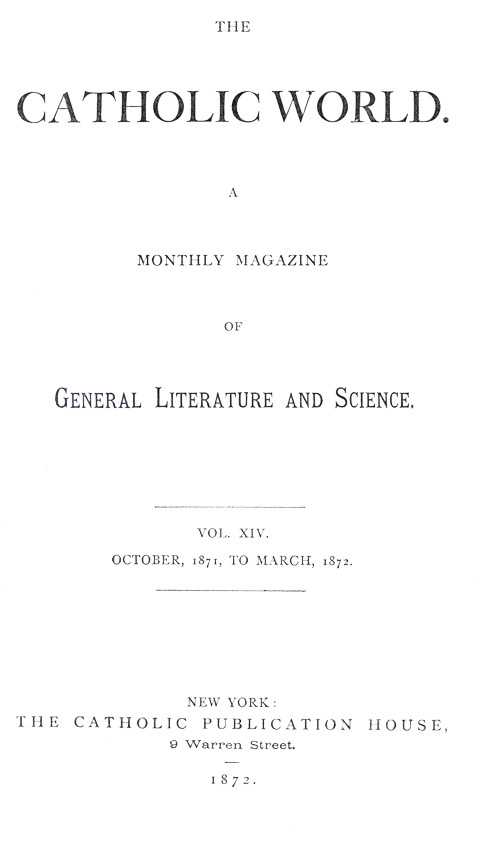 THE
CATHOLIC WORLD.
A
MONTHLY MAGAZINE
OF
GENERAL LITERATURE AND SCIENCE.
VOL. XIV.
OCTOBER, 1871, TO MARCH, 1872.
NEW YORK:
THE CATHOLIC PUBLICATION HOUSE,
9 Warren Street.
1872.